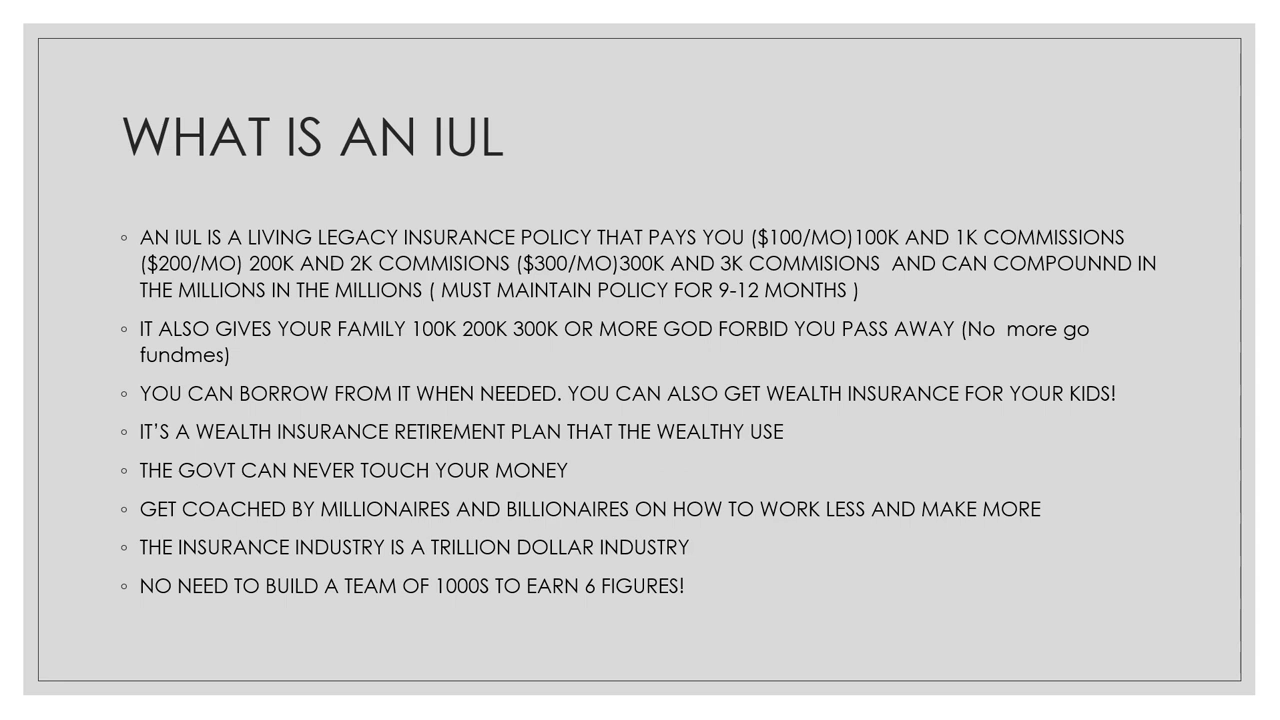 WHAT IS AN IUL
◦ AN IUL IS A LIVING LEGACY INSURANCE POLICY THAT PAYS YOU ($100/MO)100K AND 1K COMMISSIONS
($200/MO) 200K AND 2K COMMISIONS ($300/MO)300K AND 3K COMMISIONS  AND CAN COMPOUNND IN
THE MILLIONS IN THE MILLIONS ( MUST MAINTAIN POLICY FOR 9-12 MONTHS )
◦ IT ALSO GIVES YOUR FAMILY 100K 200K 300K OR MORE GOD FORBID YOU PASS AWAY (No  more go
fundmes)
◦ YOU CAN BORROW FROM IT WHEN NEEDED. YOU CAN ALSO GET WEALTH INSURANCE FOR YOUR KIDS!
◦ IT’S A WEALTH INSURANCE RETIREMENT PLAN THAT THE WEALTHY USE
◦ THE GOVT CAN NEVER TOUCH YOUR MONEY
◦ GET COACHED BY MILLIONAIRES AND BILLIONAIRES ON HOW TO WORK LESS AND MAKE MORE
◦ THE INSURANCE INDUSTRY IS A TRILLION DOLLAR INDUSTRY
◦ NO NEED TO BUILD A TEAM OF 1000S TO EARN 6 FIGURES!